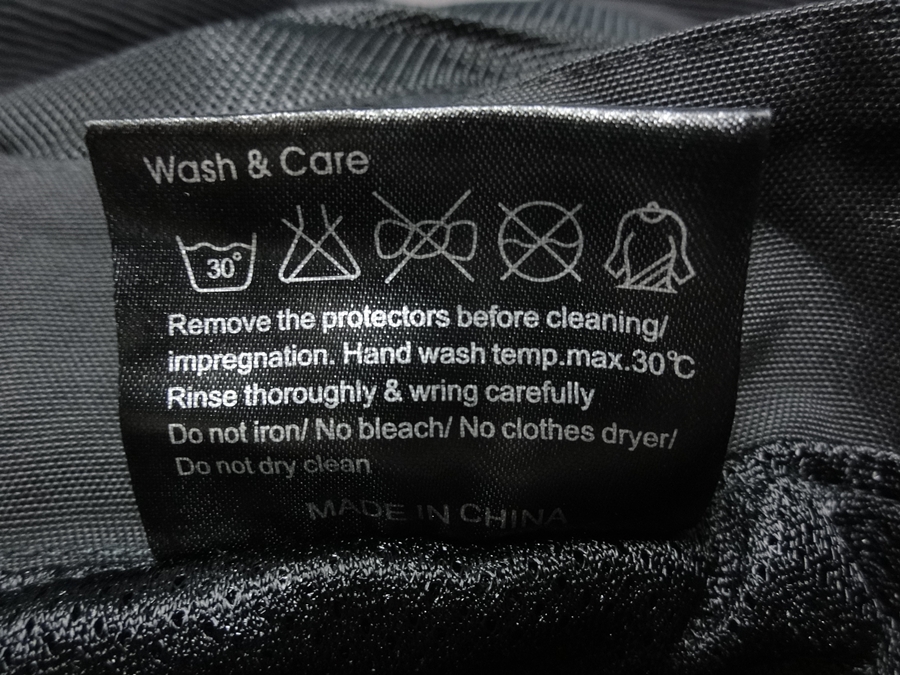 Wash & Care
30°
Remove the protectors before cleaning/
impregnation. Hand wash temp.max.30℃
Rinse thoroughly & wring carefully
Do not iron/ No bleach/ No clothes dryer/
Do not dry clean
MADE IN CHINA